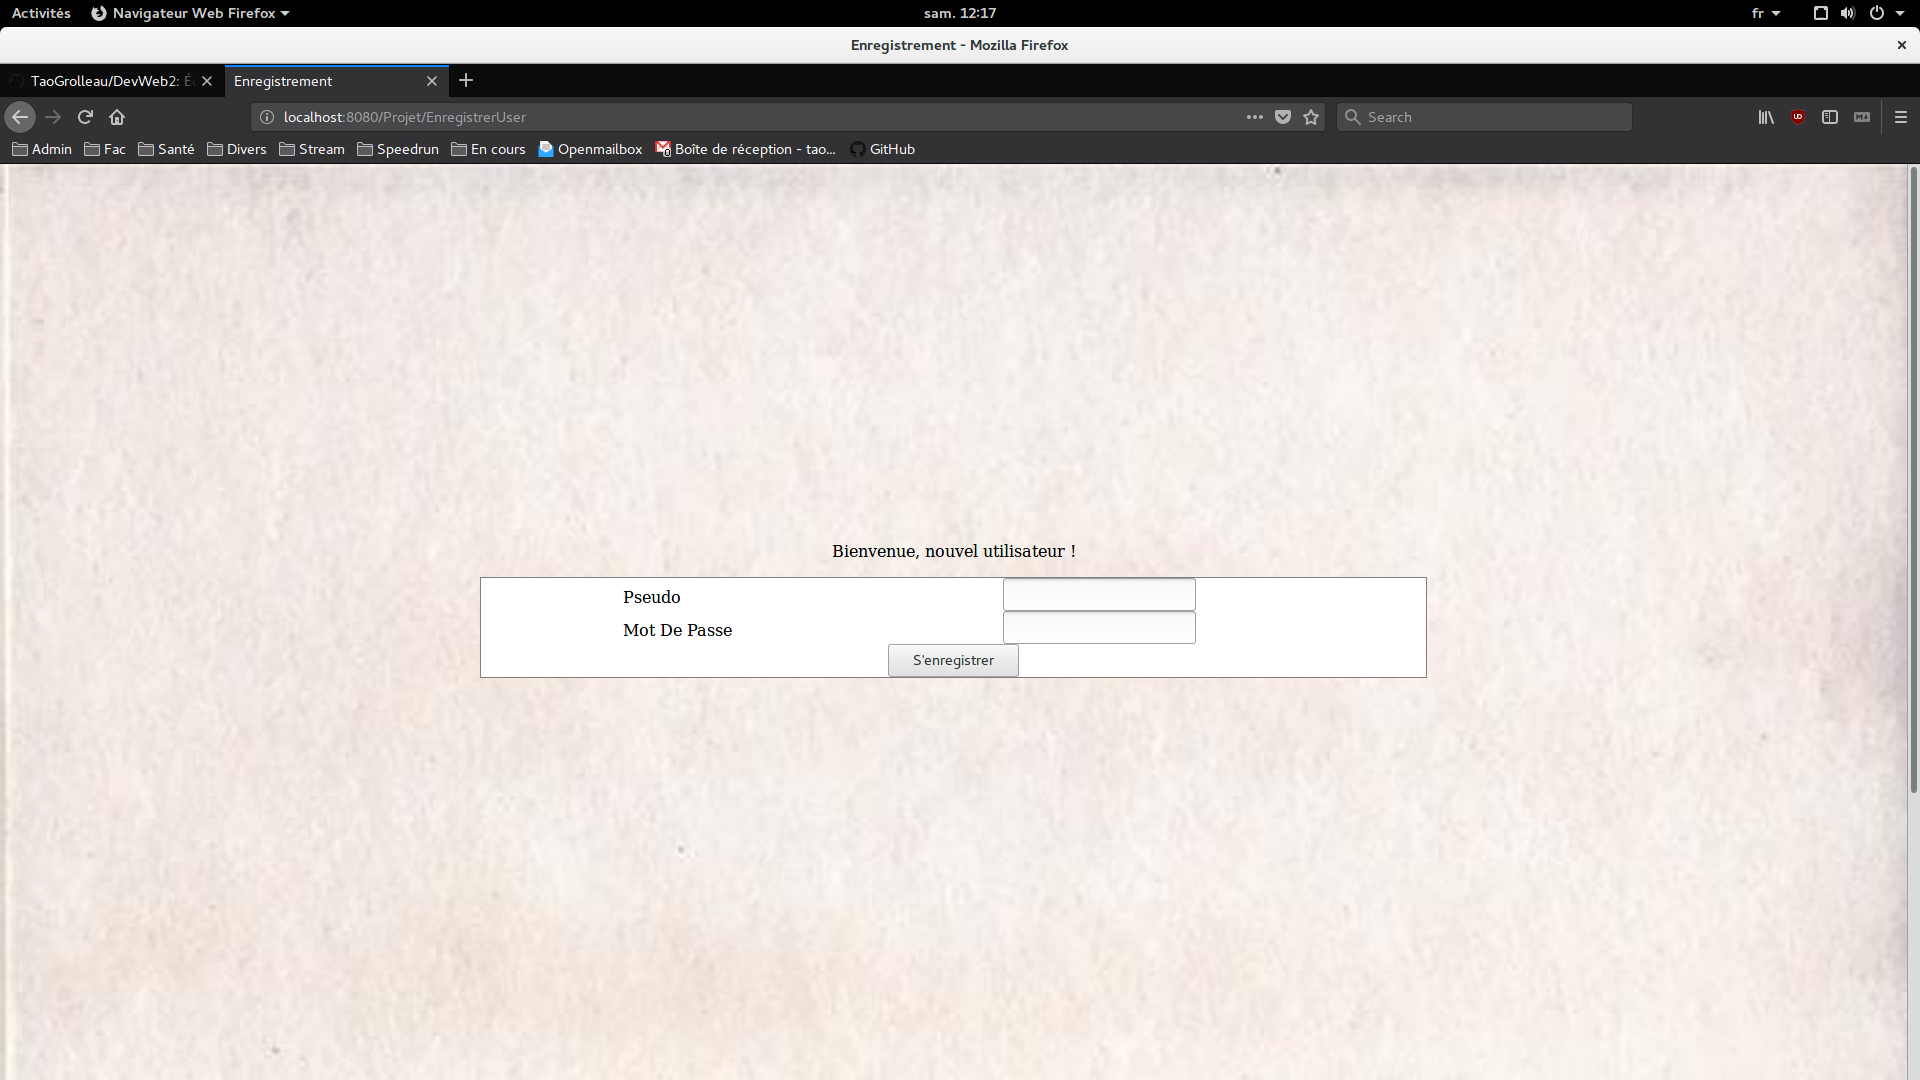 Activités Navigateur Web Firefox sam. 12:17 fr
Enregistrement - Mozilla Firefox
TaoGrolleau/DevWeb2: Enregistrement
localhost:8080/Projet/EnregistrerUser Search
Admin Fac Santé Divers Stream Speedrun En cours Openmailbox Boîte de réception - tao... GitHub
Bienvenue, nouvel utilisateur !
Pseudo
Mot De Passe
S'enregistrer